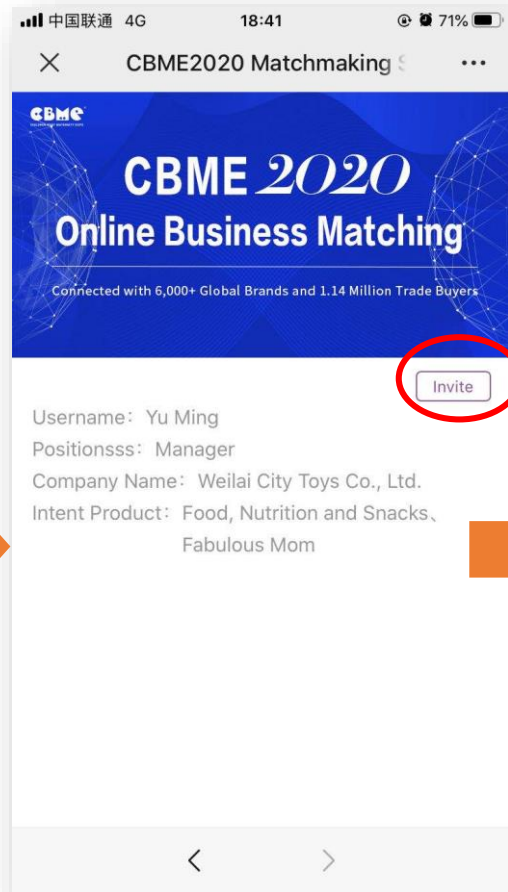 中国联通 4G 18:41 71%
CBME2020 Matchmaking
CBME
CBME 2020
Online Business Matching
Connected with 6,000+ Global Brands and 1.14 Million Trade Buyers
Invite
Username：Yu Ming
Positionsss：Manager
Company Name：Weilai City Toys Co., Ltd.
Intent Product：Food, Nutrition and Snacks、
Fabulous Mom